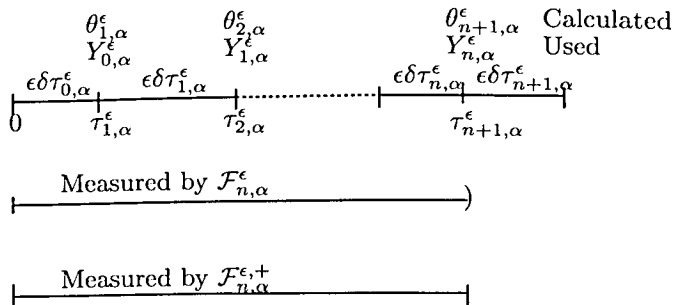 θ^ϵ_{1,α} θ^ϵ_{2,α} θ^ϵ_{n+1,α} Calculated
Y^ϵ_{0,α} Y^ϵ_{1,α} Y^ϵ_{n,α} Used
ϵδτ^ϵ_{0,α} ϵδτ^ϵ_{1,α} ϵδτ^ϵ_{n,α} ϵδτ^ϵ_{n+1,α}
0 τ^ϵ_{1,α} τ^ϵ_{2,α} τ^ϵ_{n+1,α}
Measured by ℱ^ϵ_{n,α}
)
Measured by ℱ^{ϵ,+}_{n,α}